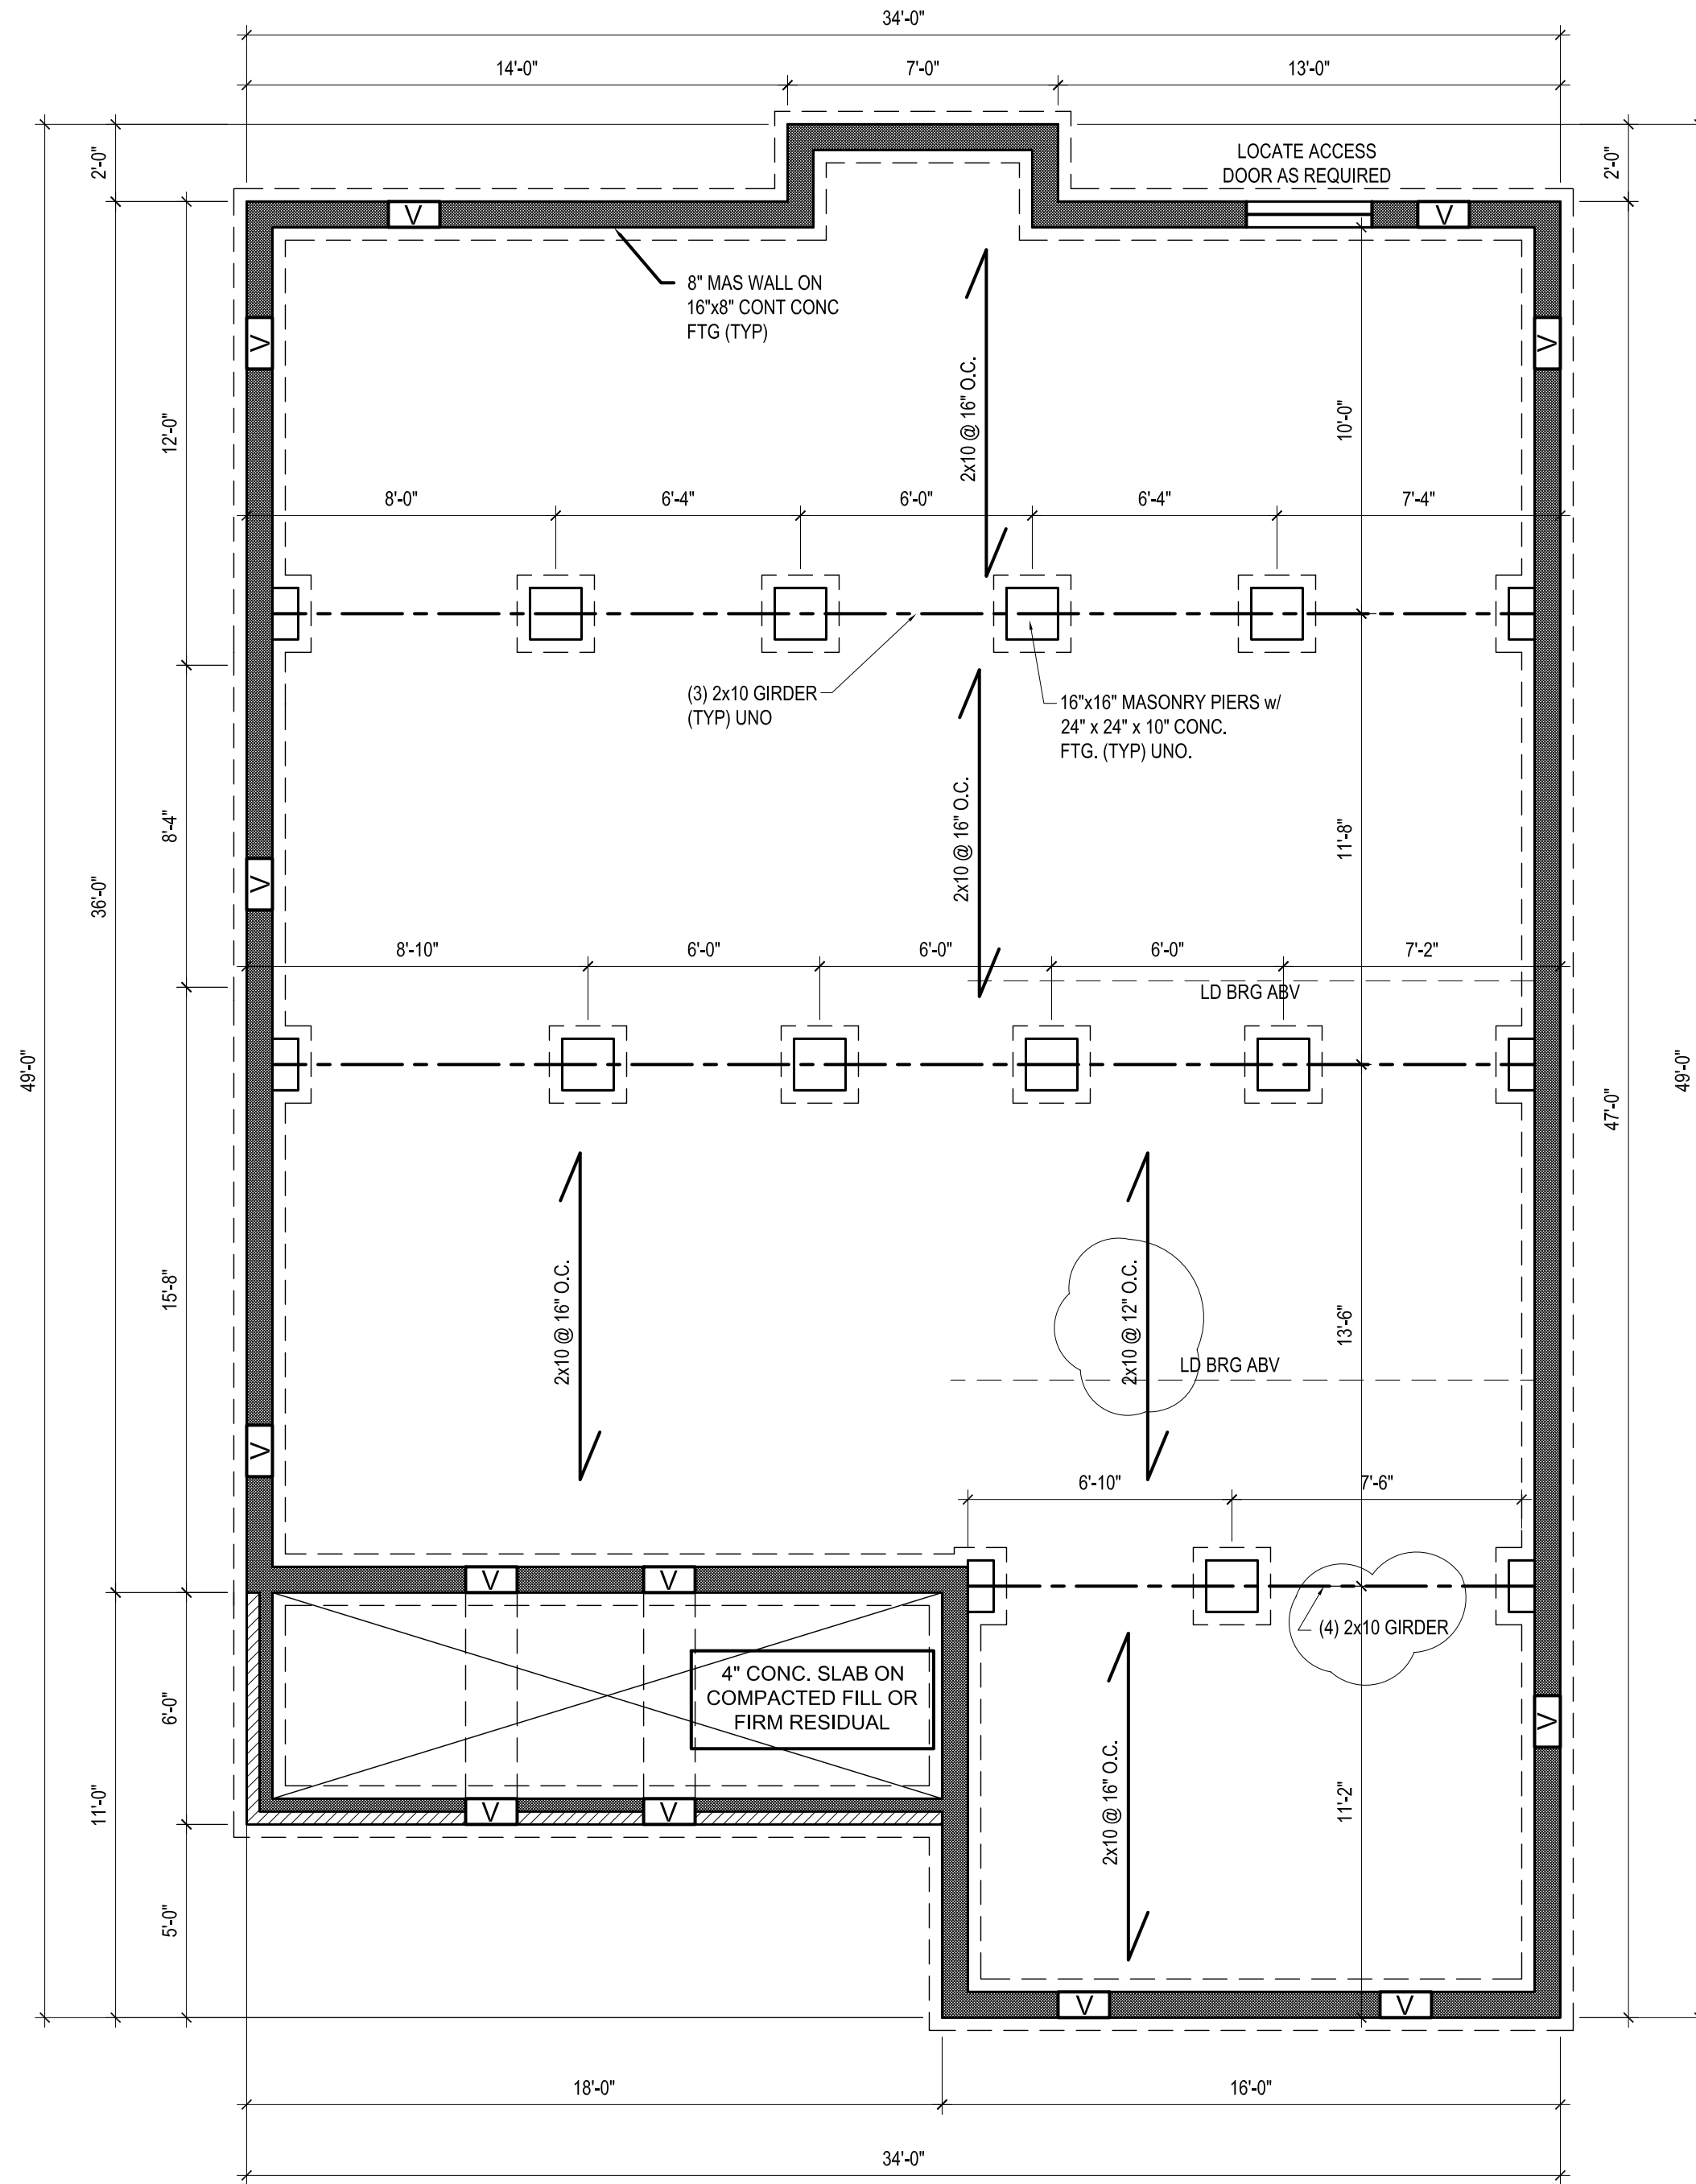 34'-0"
14'-0"
7'-0"
13'-0"
2'-0"
2'-0"
LOCATE ACCESS
DOOR AS REQUIRED
V
V
8" MAS WALL ON
16"x8" CONT CONC
FTG (TYP)
V
V
2x10 @ 16" O.C.
12'-0"
10'-0"
8'-0"
6'-4"
6'-0"
6'-4"
7'-4"
(3) 2x10 GIRDER
(TYP) UNO
16"x16" MASONRY PIERS w/
24" x 24" x 10" CONC.
FTG. (TYP) UNO.
2x10 @ 16" O.C.
8'-4"
11'-8"
36'-0"
V
8'-10"
6'-0"
6'-0"
6'-0"
7'-2"
LD BRG ABV
49'-0"
47'-0"
49'-0"
15'-8"
2x10 @ 16" O.C.
2x10 @ 12" O.C.
13'-6"
LD BRG ABV
V
6'-10"
7'-6"
V
V
(4) 2x10 GIRDER
4" CONC. SLAB ON
COMPACTED FILL OR
FIRM RESIDUAL
6'-0"
V
11'-0"
2x10 @ 16" O.C.
11'-2"
V
V
5'-0"
V
V
18'-0"
16'-0"
34'-0"